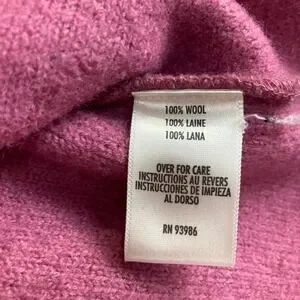 100% WOOL
100% LAINE
100% LANA
OVER FOR CARE
INSTRUCTIONS AU REVERS
INSTRUCCIONES DE IMPIEZA
AL DORSO
RN 93986